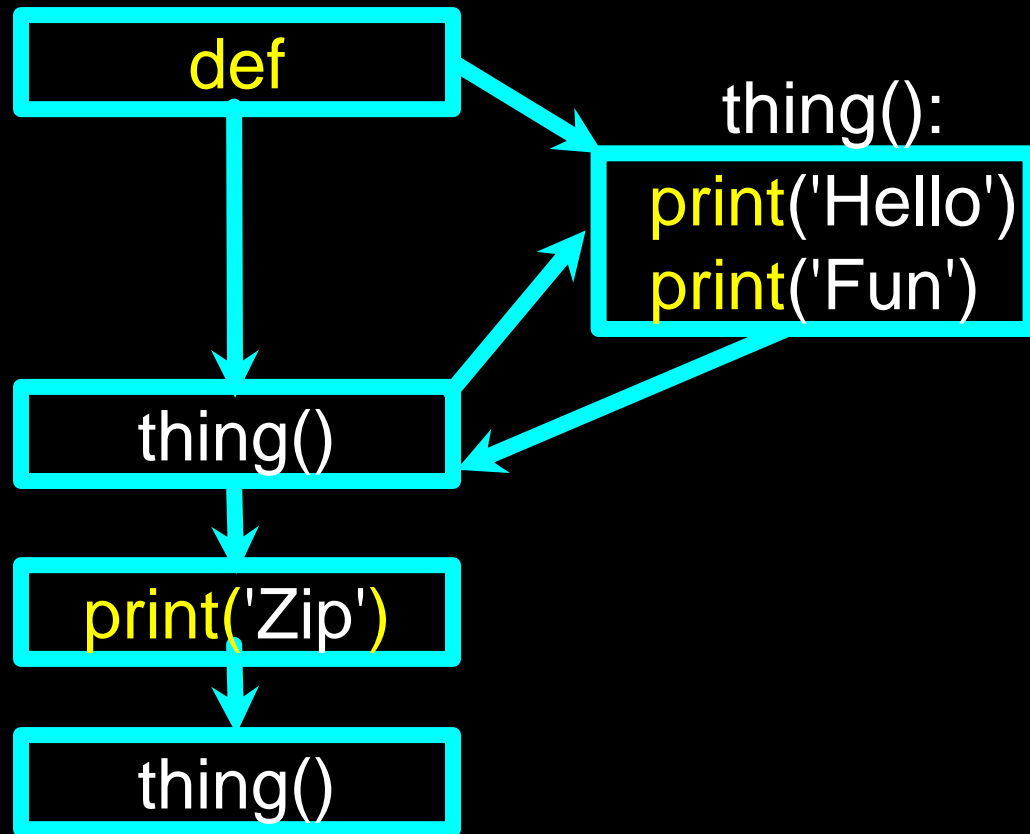 def
thing():
print('Hello')
print('Fun')
thing()
print('Zip')
thing()